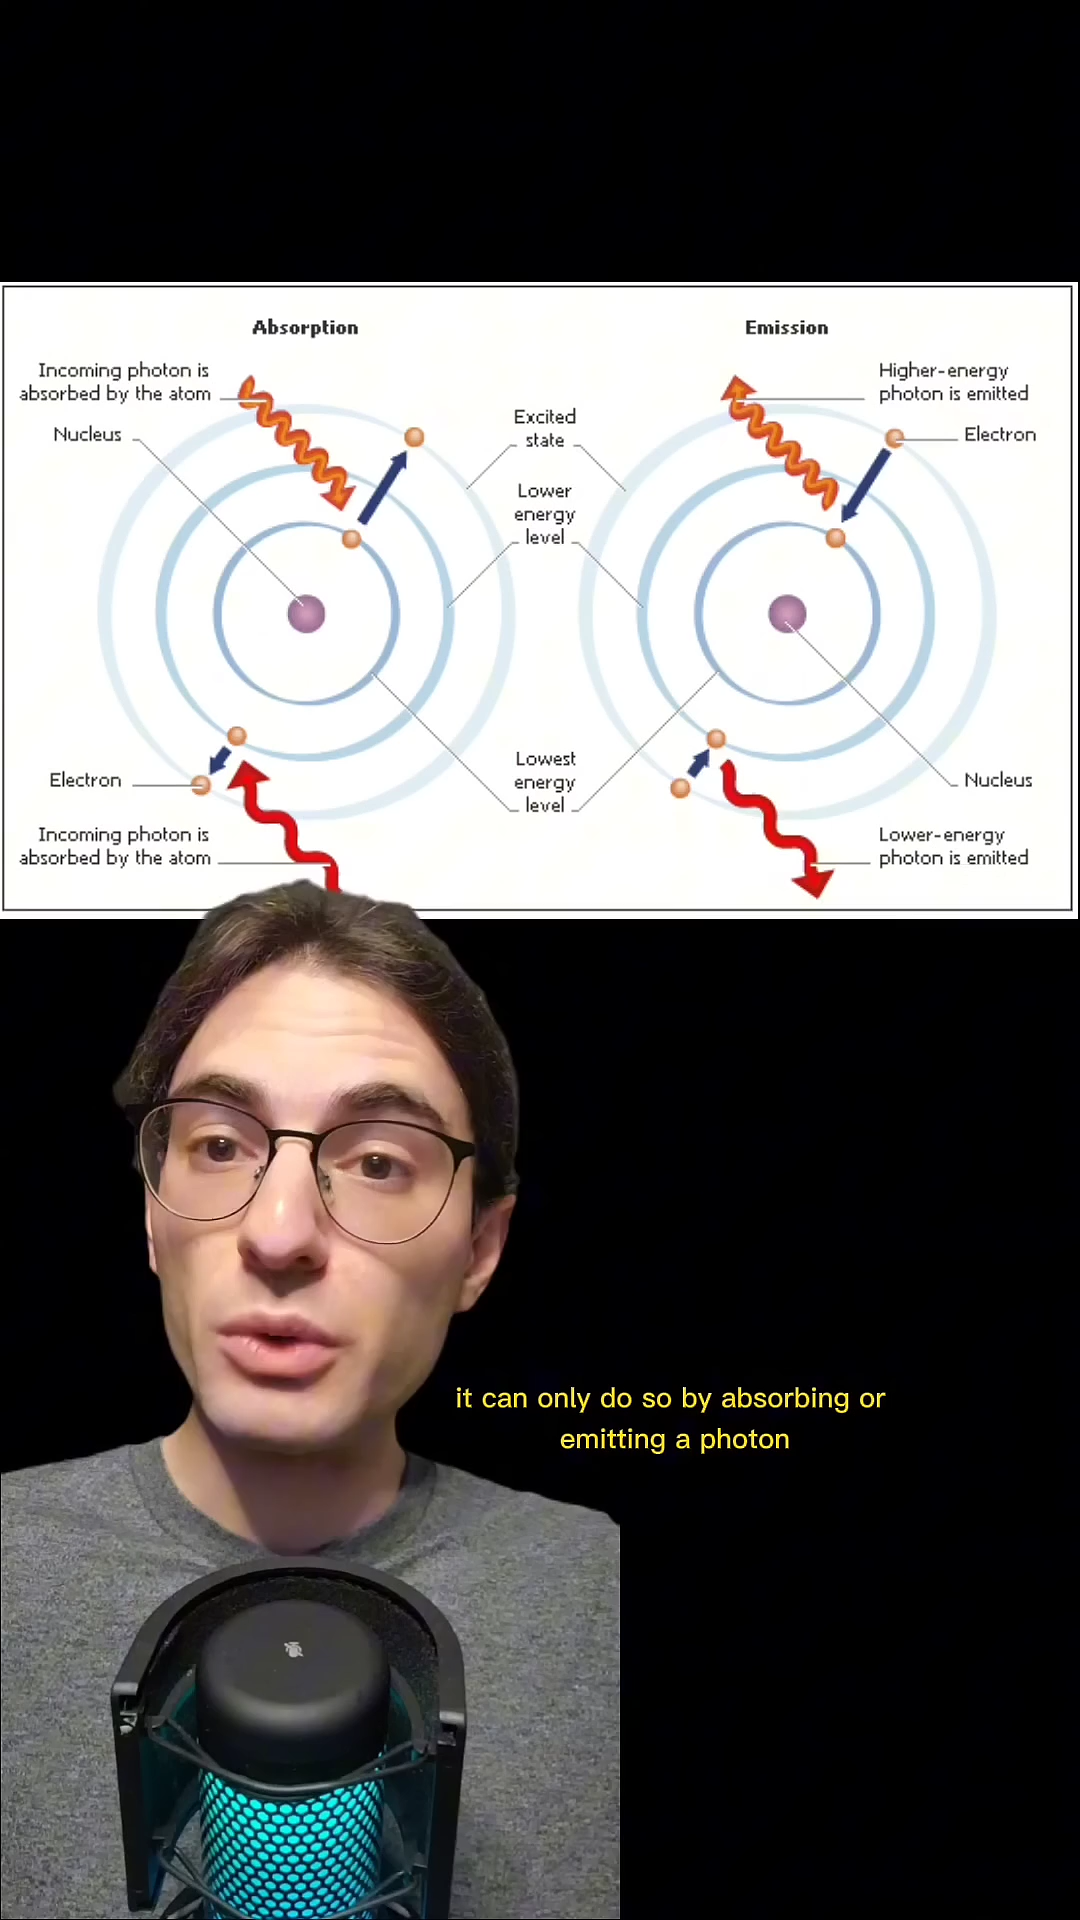 Absorption
Incoming photon is
absorbed by the atom
Nucleus
Electron
Incoming photon is
absorbed by the atom
Excited
state
Lower
energy
level
Lowest
energy
level
Emission
Higher-energy
photon is emitted
Electron
Nucleus
Lower-energy
photon is emitted
it can only do so by absorbing or
emitting a photon